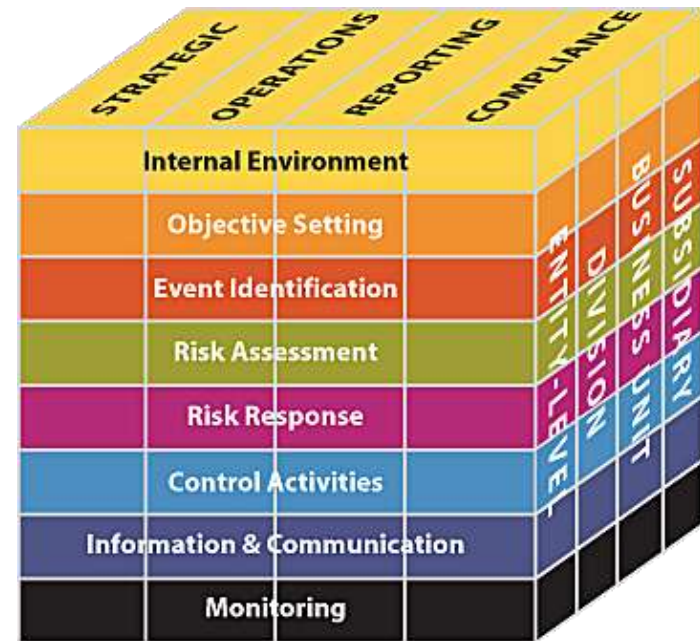 STRATEGIC
OPERATIONS
REPORTING
COMPLIANCE
Internal Environment
Objective Setting
Event Identification
Risk Assessment
Risk Response
Control Activities
Information & Communication
Monitoring
ENTITY-LEVEL
DIVISION
BUSINESS UNIT
SUBSIDIARY